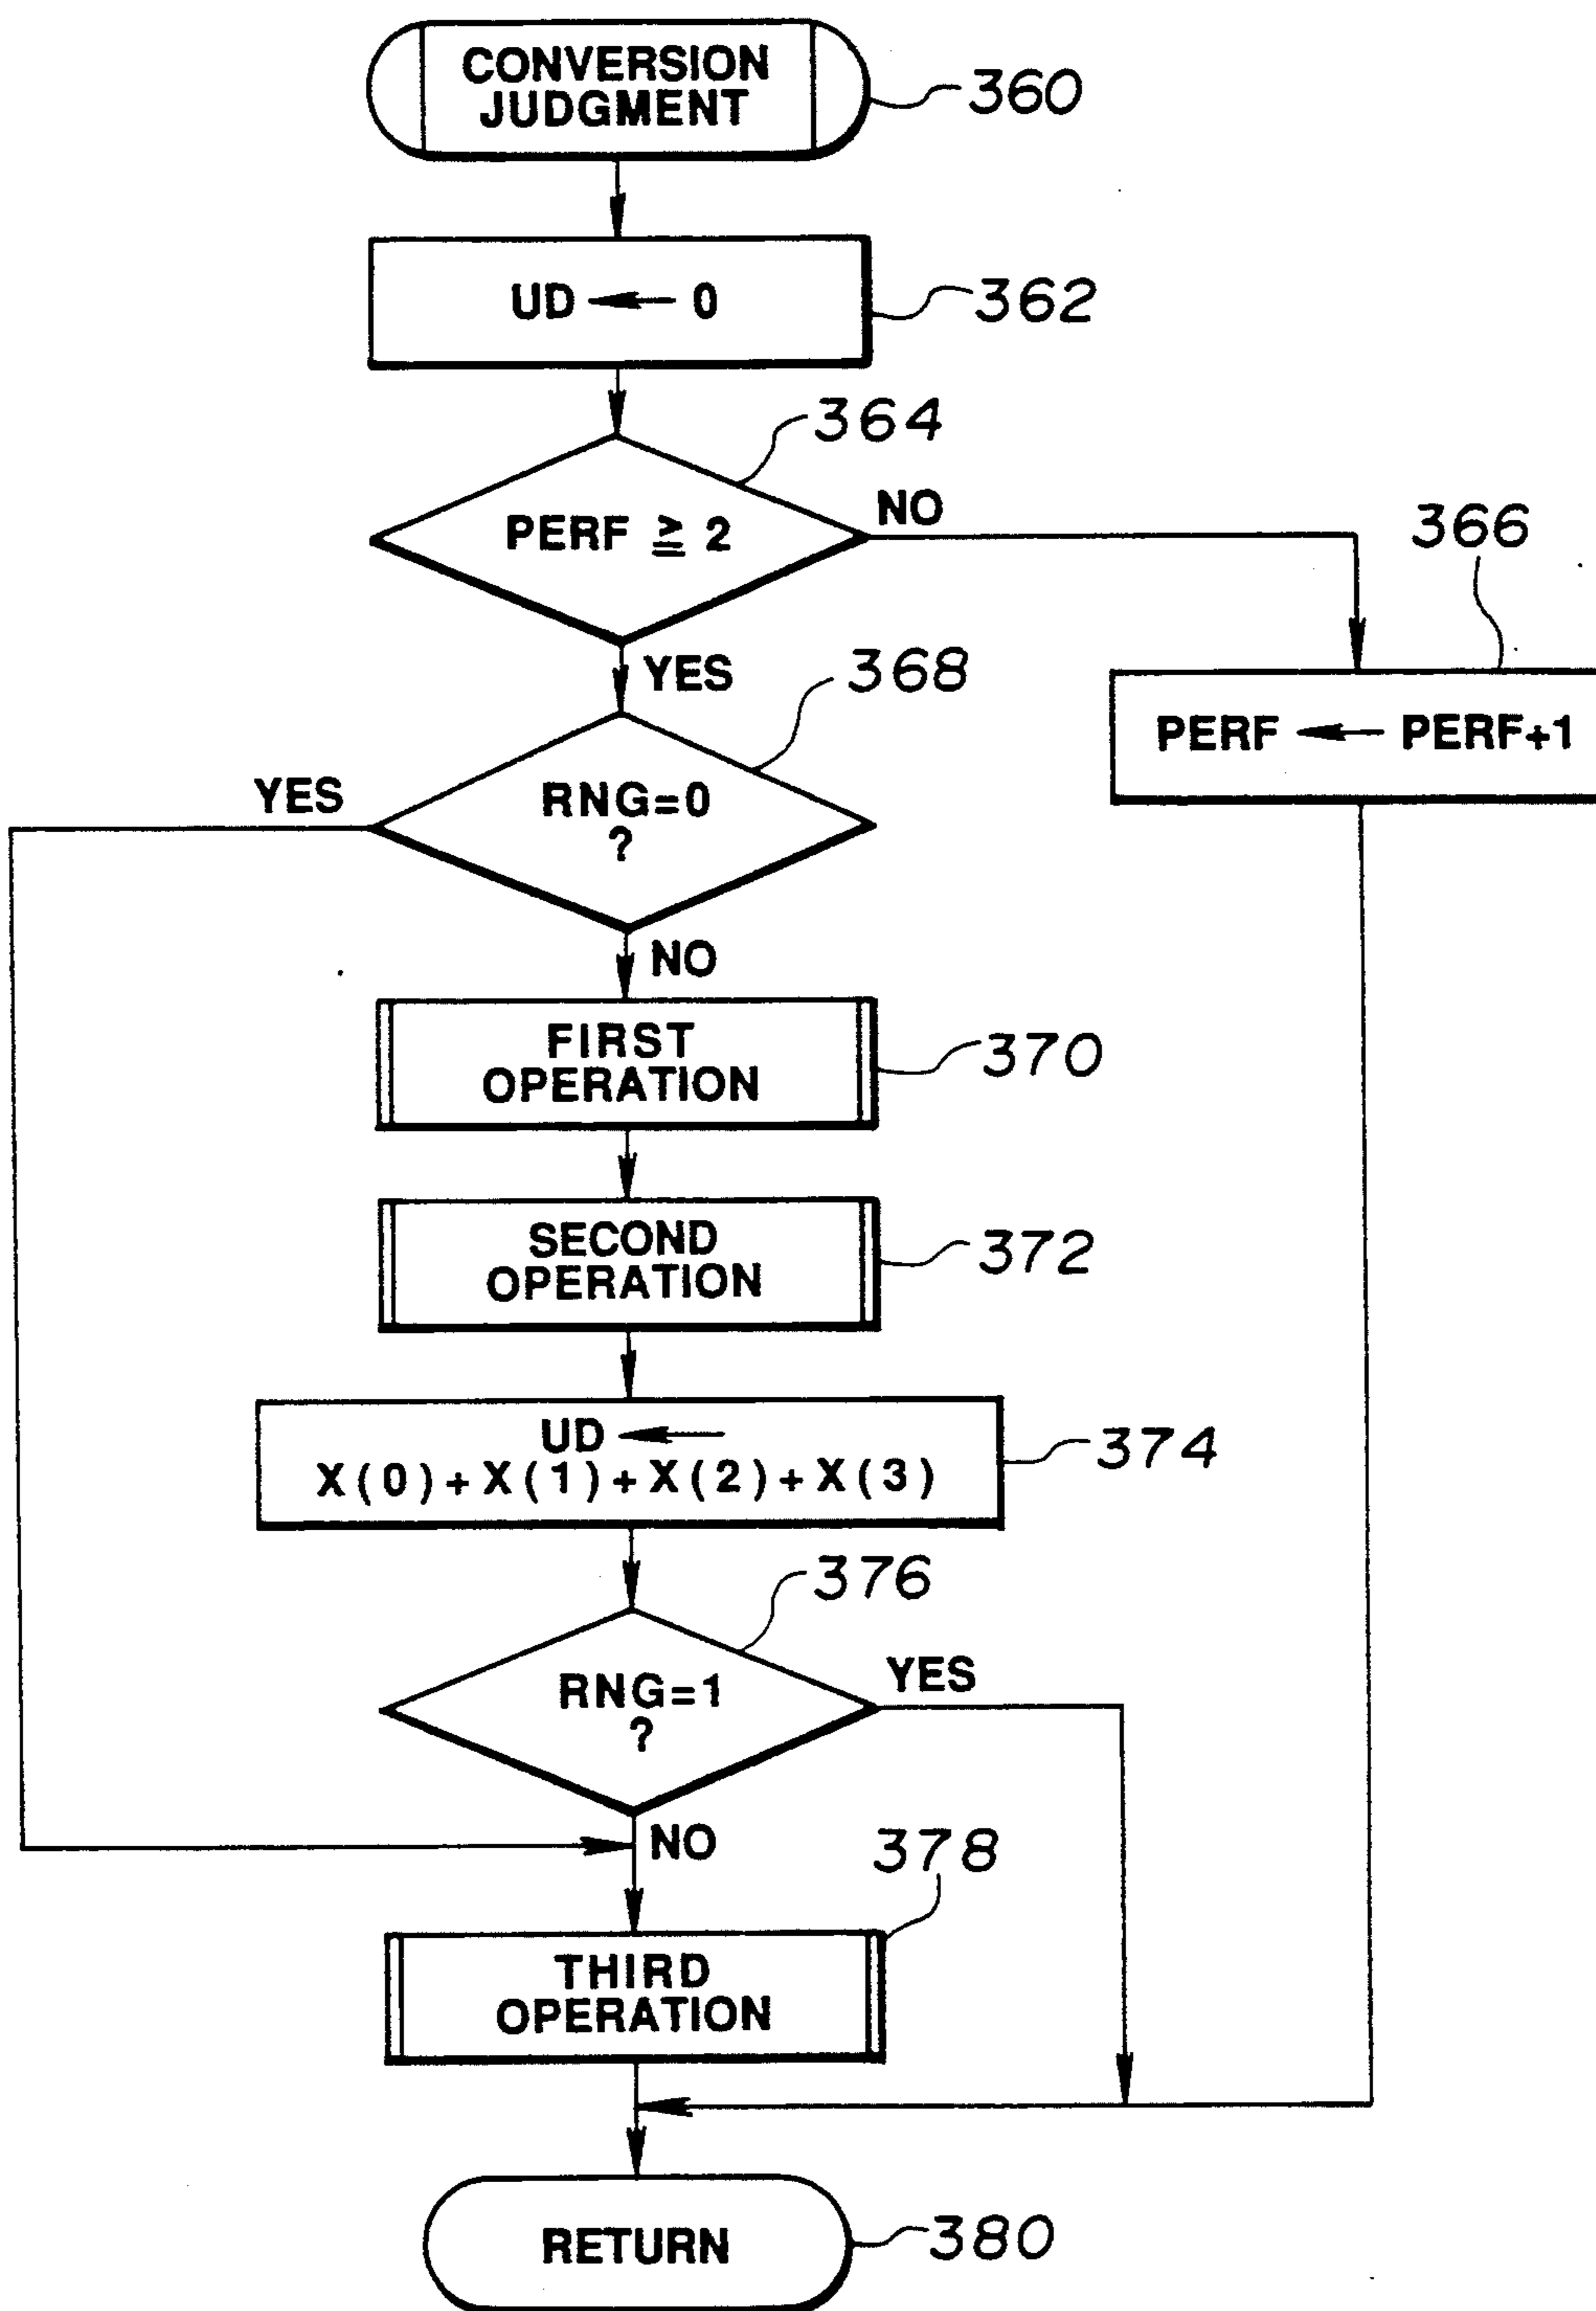 CONVERSION
JUDGMENT
360
UD ← 0
362
364
PERF ≧ 2
NO
366
YES
368
PERF ← PERF+1
YES
RNG=0
?
NO
FIRST
OPERATION
370
SECOND
OPERATION
372
UD ←
X(0)+X(1)+X(2)+X(3)
374
376
RNG=1
?
YES
NO
378
THIRD
OPERATION
RETURN
380